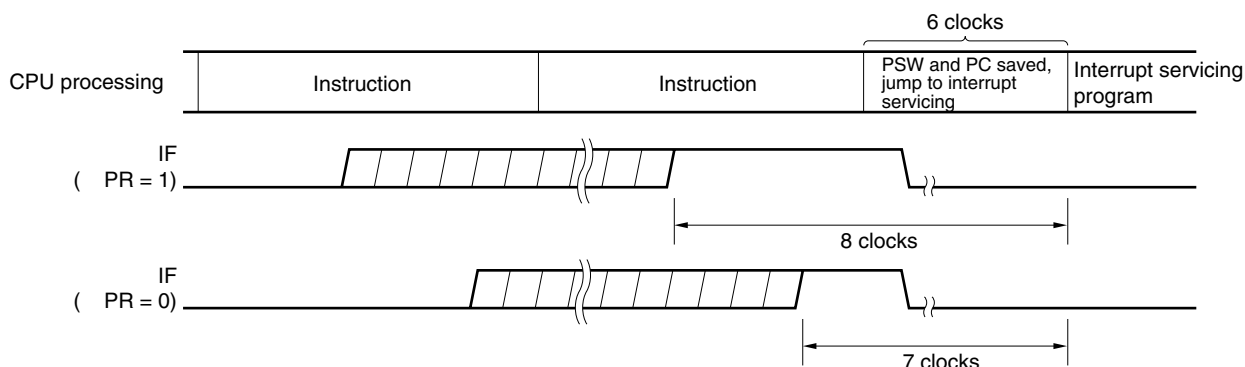 6 clocks
CPU processing
Instruction
Instruction
PSW and PC saved,
jump to interrupt
servicing
Interrupt servicing
program
IF
( PR = 1)
8 clocks
IF
( PR = 0)
7 clocks